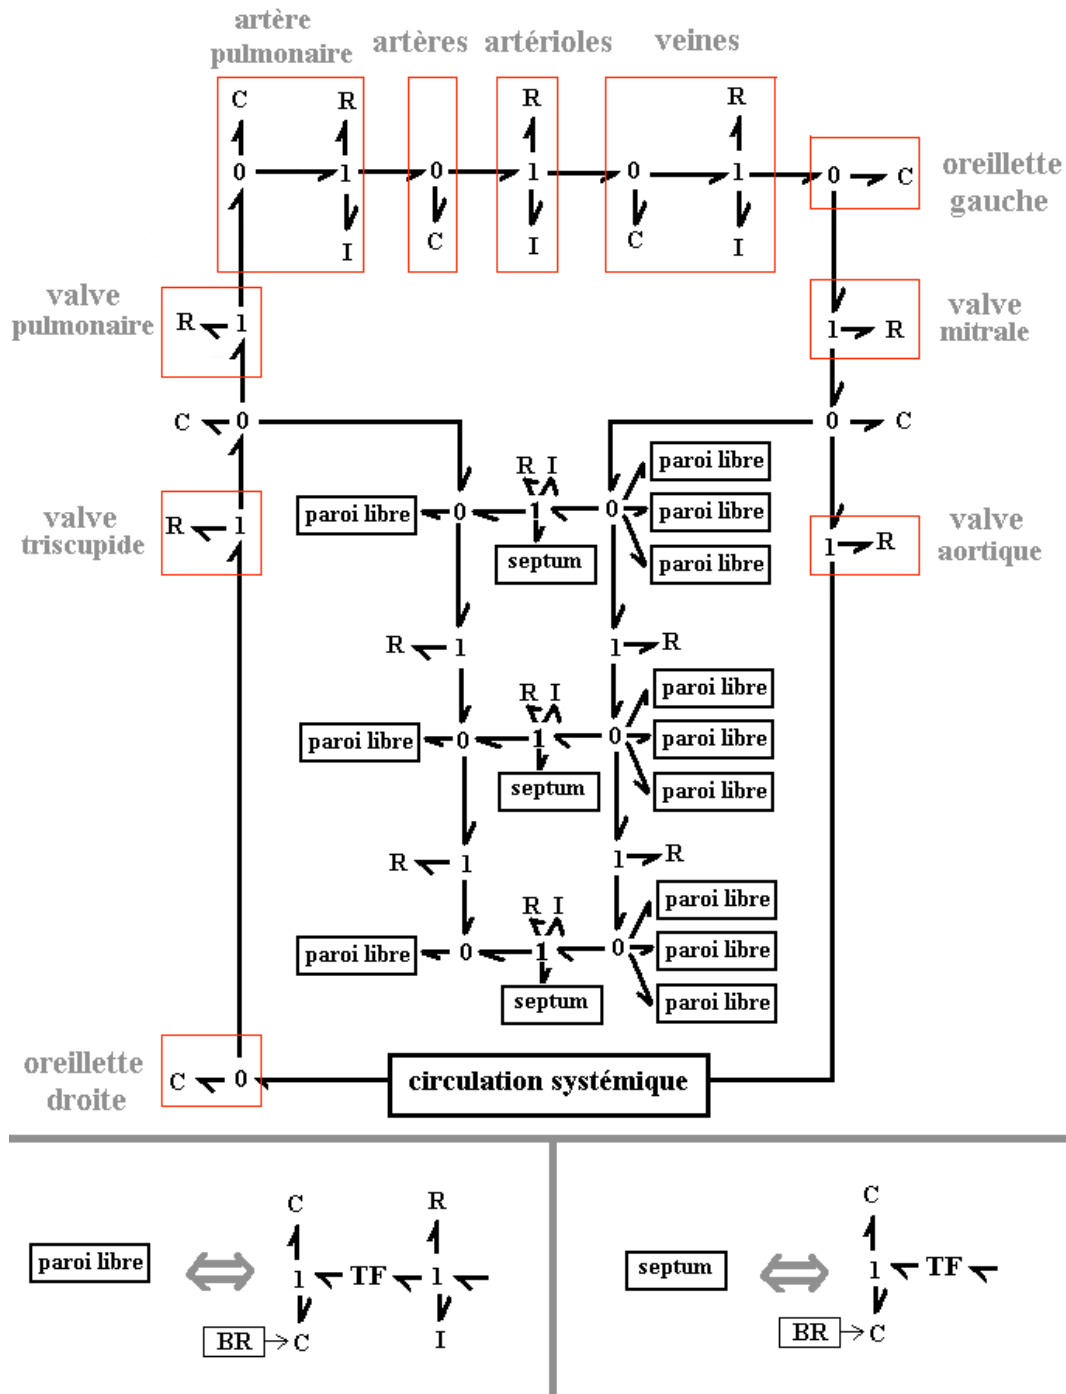 artère
pulmonaire
artères
artérioles
veines
C R R R
0 1 0 1 0 1 0 C
I C I C I
oreillette
gauche
valve
pulmonaire
R 1
1 R
valve
mitrale
C 0
0 C
valve
triscupide
R 1
paroi libre
0
R I
1
septum
0
paroi libre
paroi libre
paroi libre
1 R
valve
aortique
R 1
1 R
paroi libre
0
R I
1
septum
0
paroi libre
paroi libre
paroi libre
R 1
1 R
paroi libre
0
R I
1
septum
0
paroi libre
paroi libre
paroi libre
oreillette
droite
C 0
circulation systémique
paroi libre
C R
1 TF 1
BR C I
septum
C
1 TF
BR C